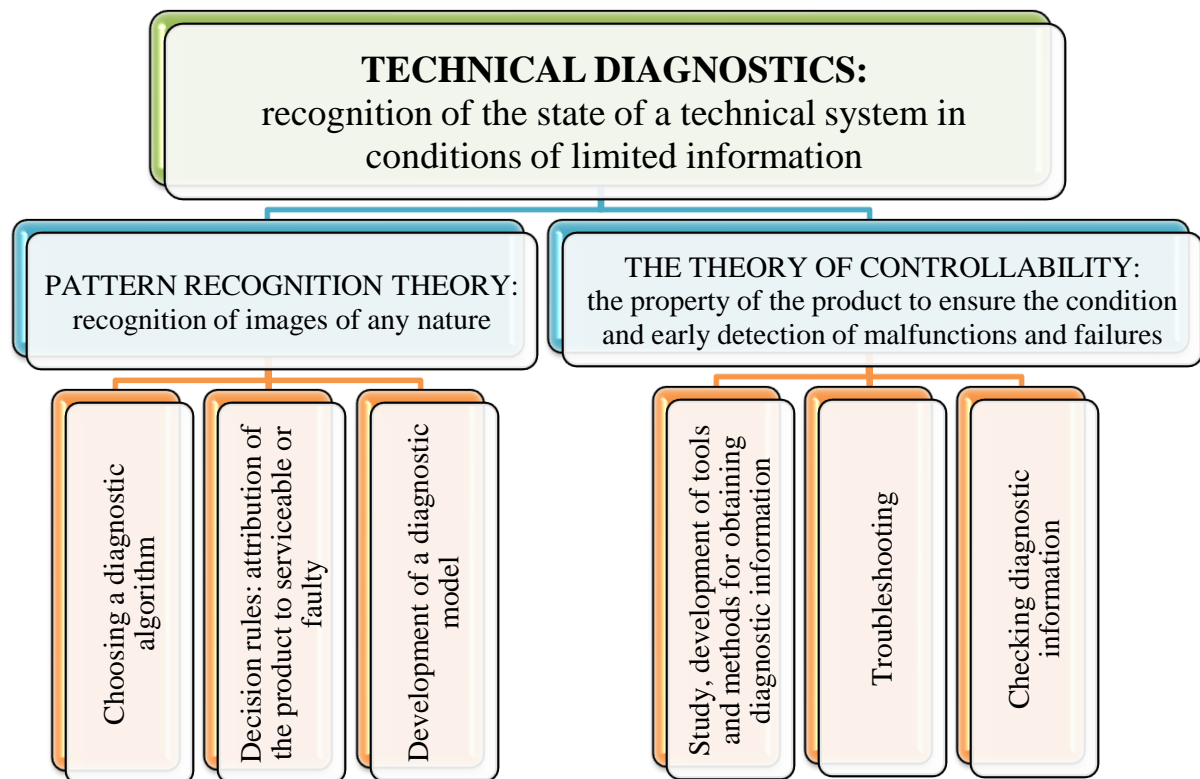 TECHNICAL DIAGNOSTICS:
recognition of the state of a technical system in
conditions of limited information
PATTERN RECOGNITION THEORY:
recognition of images of any nature
THE THEORY OF CONTROLLABILITY:
the property of the product to ensure the condition
and early detection of malfunctions and failures
Choosing a diagnostic
algorithm
Decision rules: attribution of
the product to serviceable or
faulty
Development of a diagnostic
model
Study, development of tools
and methods for obtaining
diagnostic information
Troubleshooting
Checking diagnostic
information